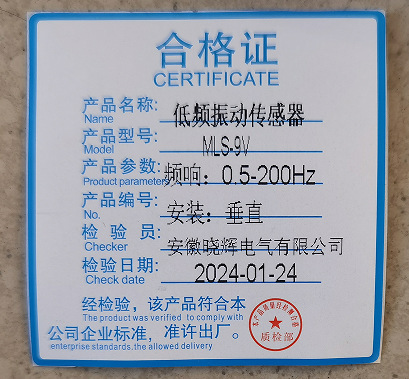 合格证
CERTIFICATE
产品名称: 低频振动传感器
Name
产品型号: MLS-9V
Model
产品参数: 频响：0.5-200Hz
Product parameters
产品编号: 安装：垂直
No.
检 验 员: 安徽晓辉电气有限公司
Checker
检验日期: 2024-01-24
Check date
经检验，该产品符合本
The product was verified to comply with
公司企业标准，准许出厂。
enterprise standards.the allowed delivery
质检部